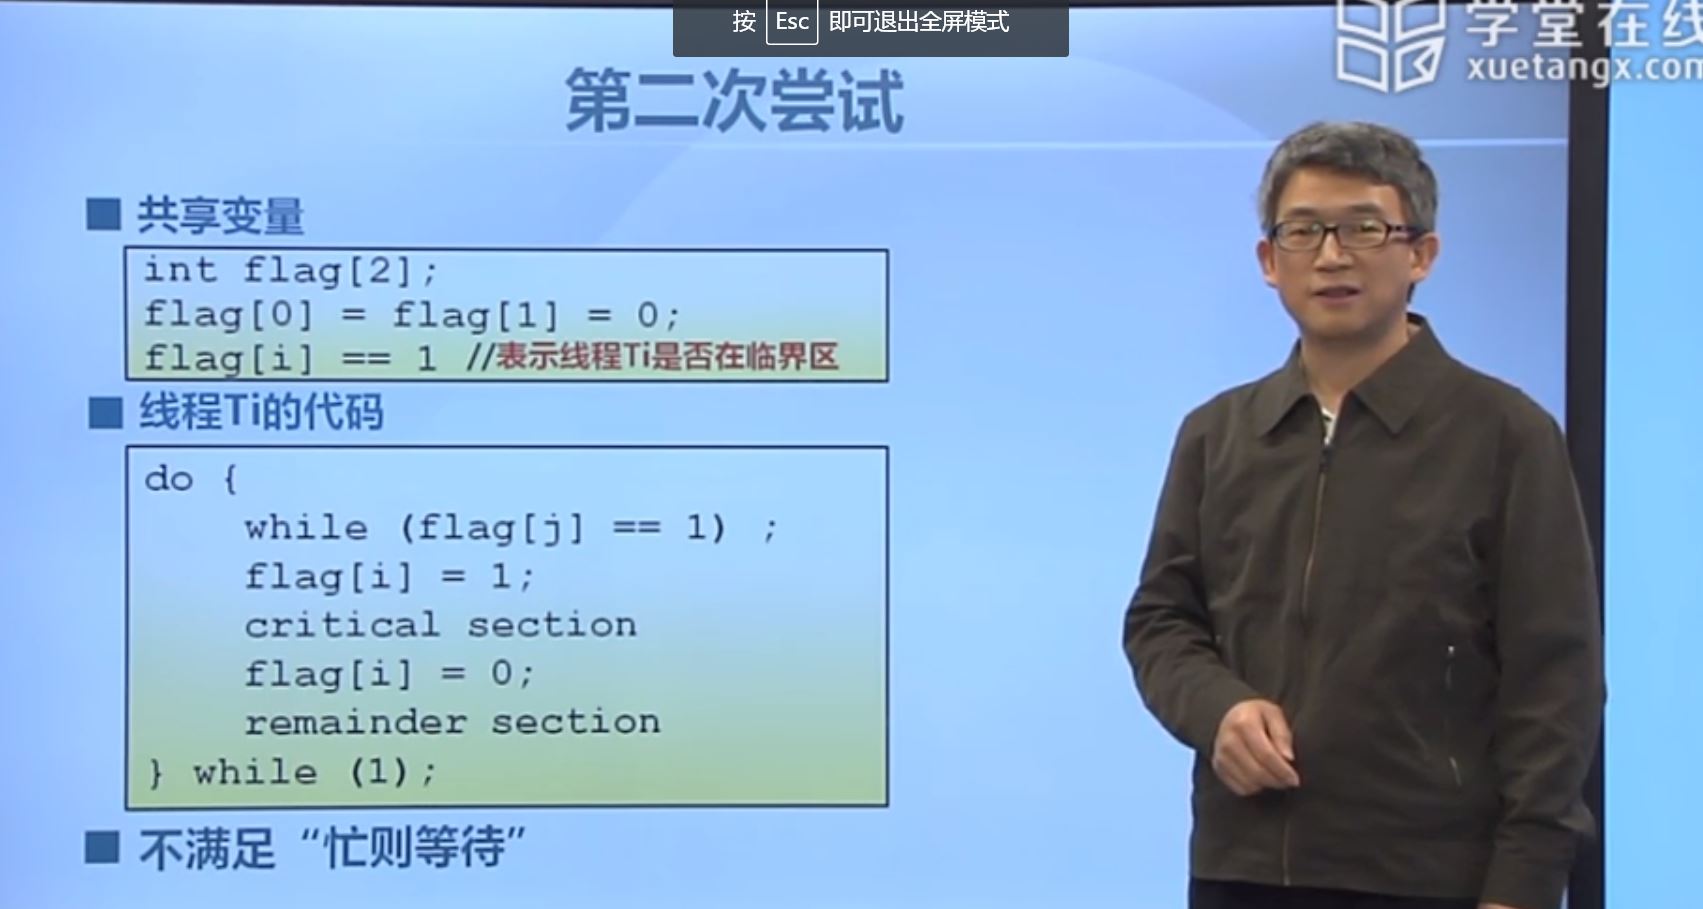 按 Esc 即可退出全屏模式
学堂在线
xuetangx.com
第二次尝试
共享变量
int flag[2];
flag[0] = flag[1] = 0;
flag[i] == 1 //表示线程Ti是否在临界区
线程Ti的代码
do {
while (flag[j] == 1) ;
flag[i] = 1;
critical section
flag[i] = 0;
remainder section
} while (1);
不满足“忙则等待”